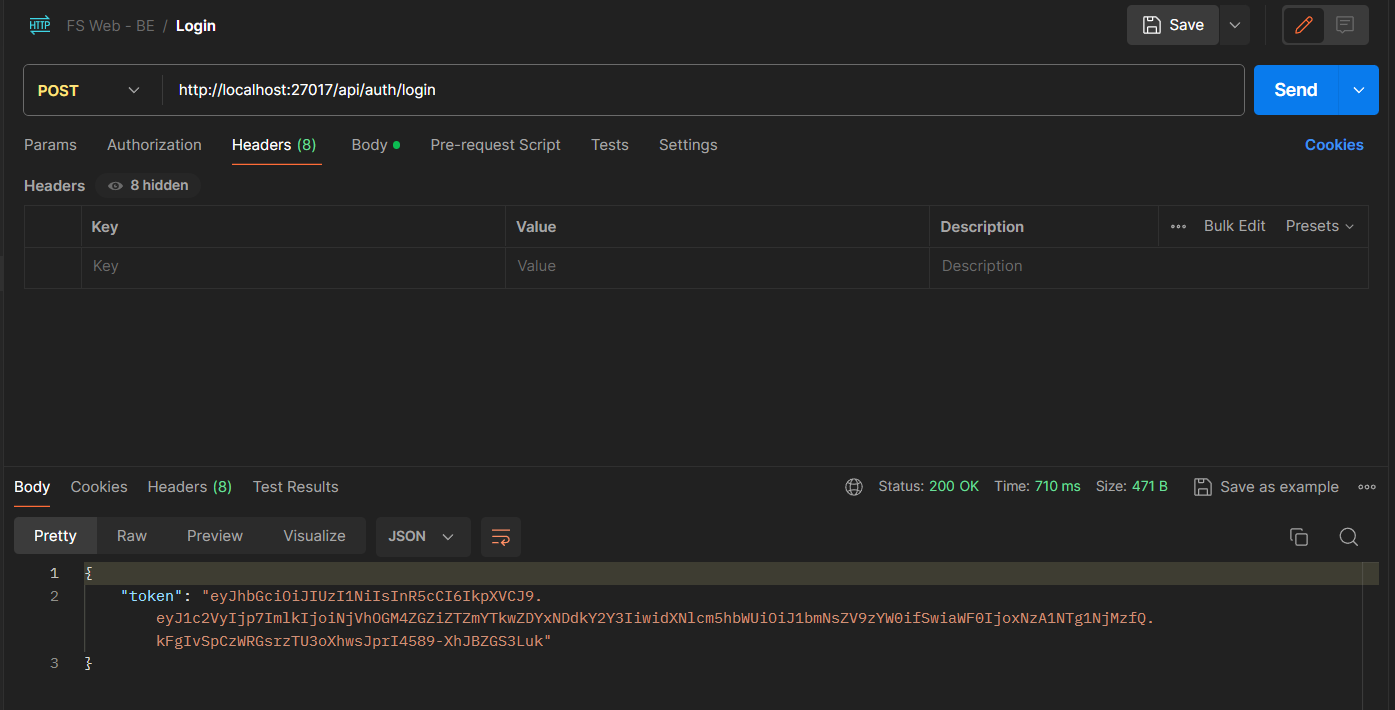 HTTP FS Web - BE / Login Save
POST http://localhost:27017/api/auth/login Send
Params Authorization Headers (8) Body Pre-request Script Tests Settings Cookies
Headers 8 hidden
Key Value Description Bulk Edit Presets
Key Value Description
Body Cookies Headers (8) Test Results Status: 200 OK Time: 710 ms Size: 471 B Save as example
Pretty Raw Preview Visualize JSON
1 {
2 "token": "eyJhbGciOiJIUzI1NiIsInR5cCI6IkpXVCJ9.
eyJ1c2VyIjp7ImlkIjoiNjVhOGM4ZGZiZTZmYTkwZDYxNDdkY2Y3IiwidXNlcm5hbWUiOiJ1bmNsZV9zYW0ifSwiaWF0IjoxNzA1NTg1NjMzfQ.
kFgIvSpCzWRGsrzTU3oXhwsJprI4589-XhJBZGS3Luk"
3 }